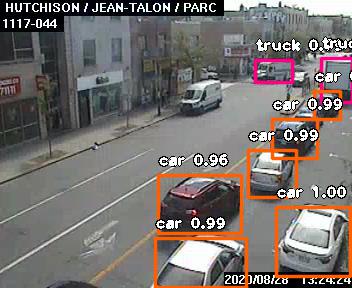 HUTCHISON / JEAN-TALON / PARC
1117-044
truck 0.
truc
car
car 0.99
car 0.99
car 0.96
car 1.00
car 0.99
2020/08/28 13:24:24